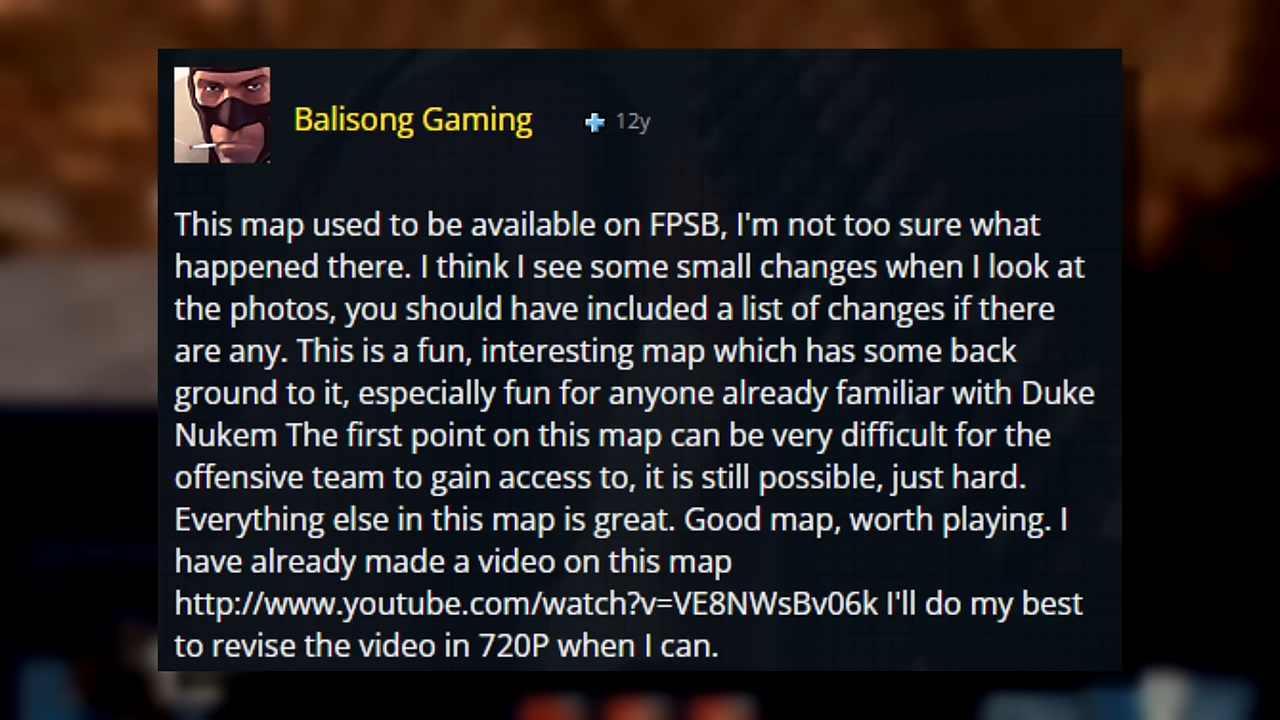 Balisong Gaming 12y
This map used to be available on FPSB, I'm not too sure what
happened there. I think I see some small changes when I look at
the photos, you should have included a list of changes if there
are any. This is a fun, interesting map which has some back
ground to it, especially fun for anyone already familiar with Duke
Nukem The first point on this map can be very difficult for the
offensive team to gain access to, it is still possible, just hard.
Everything else in this map is great. Good map, worth playing. I
have already made a video on this map
http://www.youtube.com/watch?v=VE8NWsBv06k I'll do my best
to revise the video in 720P when I can.